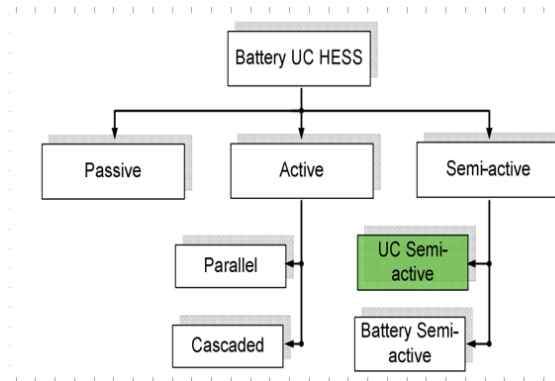 Battery UC HESS
Passive
Active
Semi-active
Parallel
UC Semi-
active
Cascaded
Battery Semi-
active